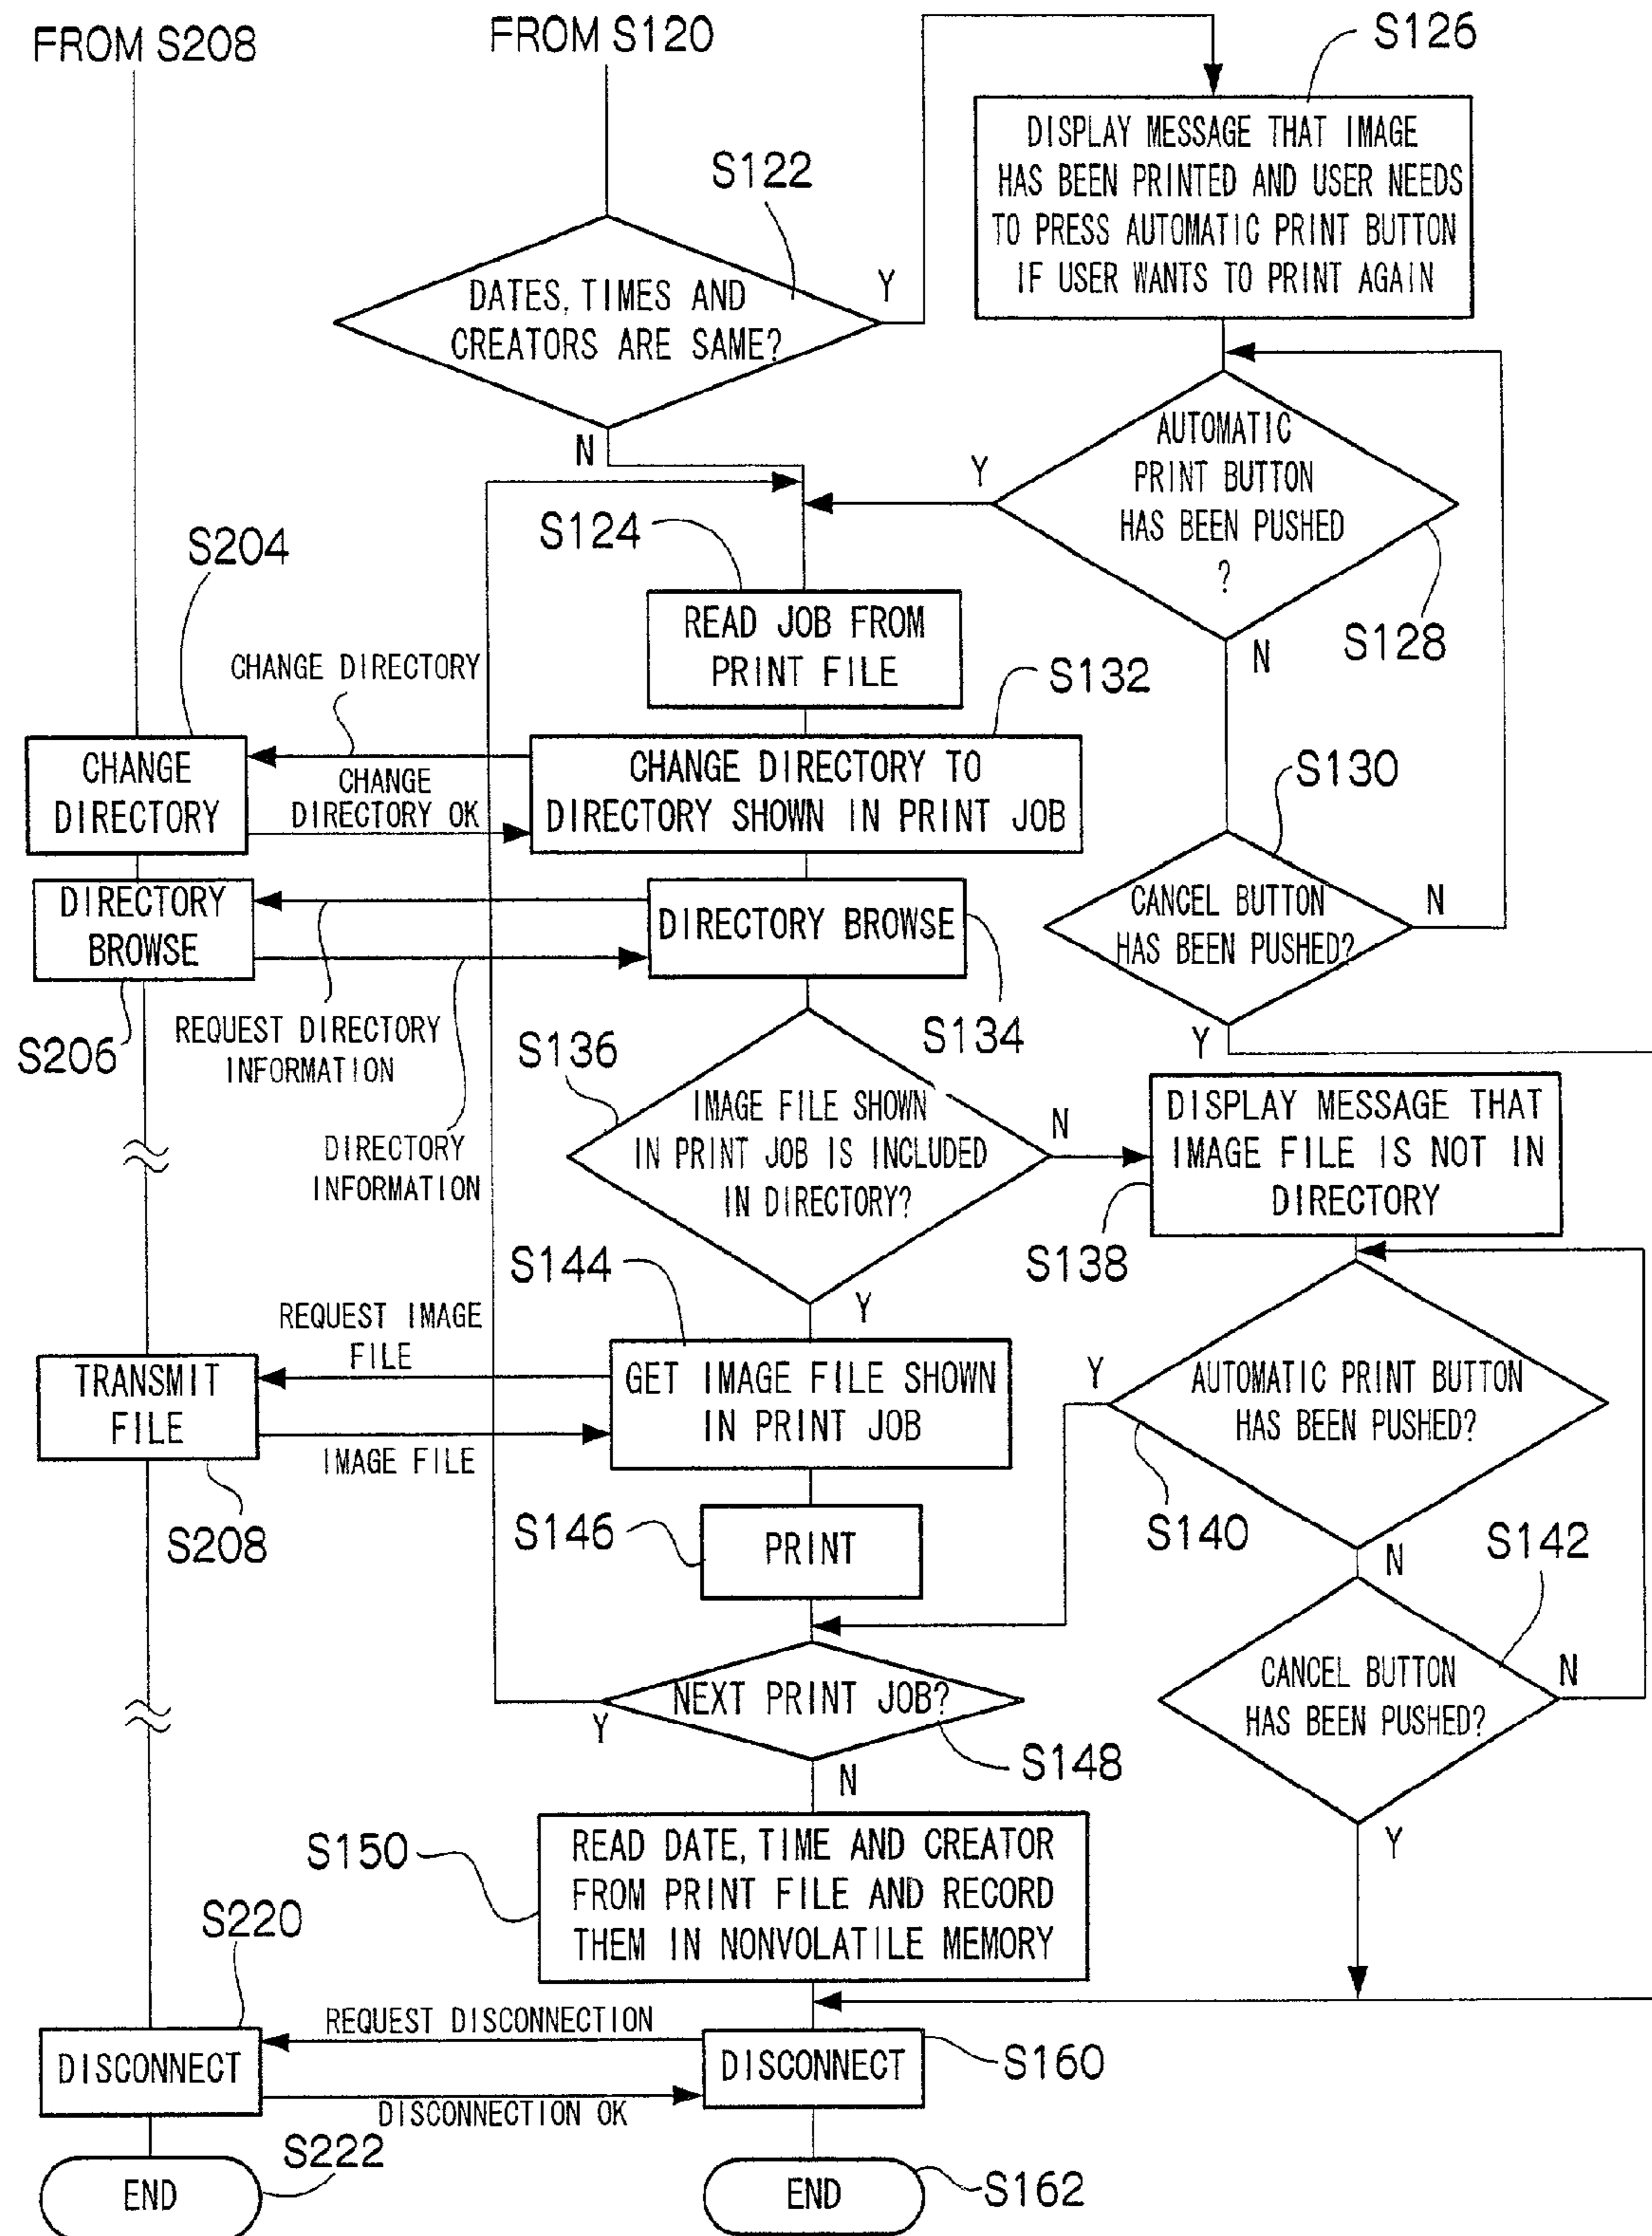 FROM S208
FROM S120
S126
DISPLAY MESSAGE THAT IMAGE
HAS BEEN PRINTED AND USER NEEDS
TO PRESS AUTOMATIC PRINT BUTTON
IF USER WANTS TO PRINT AGAIN
S122
DATES, TIMES AND
CREATORS ARE SAME?
Y
N
AUTOMATIC
PRINT BUTTON
HAS BEEN PUSHED
?
Y
N
S128
S124
READ JOB FROM
PRINT FILE
S204
CHANGE DIRECTORY
S132
CHANGE
DIRECTORY
CHANGE
DIRECTORY OK
CHANGE DIRECTORY TO
DIRECTORY SHOWN IN PRINT JOB
S130
CANCEL BUTTON
HAS BEEN PUSHED?
N
Y
DIRECTORY
BROWSE
DIRECTORY BROWSE
S134
S206
REQUEST DIRECTORY
INFORMATION
DIRECTORY
INFORMATION
S136
IMAGE FILE SHOWN
IN PRINT JOB IS INCLUDED
IN DIRECTORY?
N
Y
DISPLAY MESSAGE THAT
IMAGE FILE IS NOT IN
DIRECTORY
S138
S144
REQUEST IMAGE
FILE
TRANSMIT
FILE
IMAGE FILE
S208
GET IMAGE FILE SHOWN
IN PRINT JOB
Y
AUTOMATIC PRINT BUTTON
HAS BEEN PUSHED?
S140
N
S142
S146
PRINT
CANCEL BUTTON
HAS BEEN PUSHED?
N
Y
NEXT PRINT JOB?
Y
S148
N
S150
READ DATE, TIME AND CREATOR
FROM PRINT FILE AND RECORD
THEM IN NONVOLATILE MEMORY
S220
REQUEST DISCONNECTION
DISCONNECT
DISCONNECTION OK
DISCONNECT
S160
S222
END
END
S162